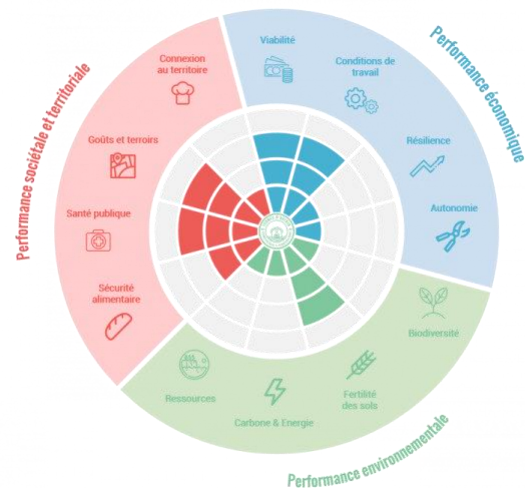 Performance sociétale et territoriale
Performance économique
Performance environnementale
Connexion
au territoire
Goûts et terroirs
Santé publique
Sécurité
alimentaire
Viabilité
Conditions de
travail
Résilience
Autonomie
Biodiversité
Fertilité
des sols
Carbone & Energie
Ressources